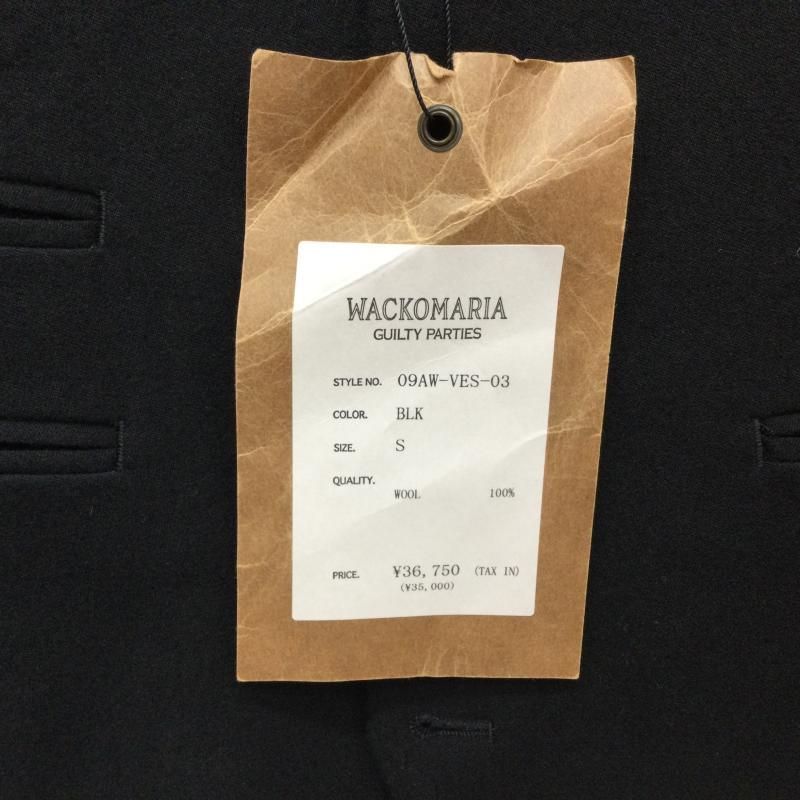 WACKOMARIA
GUILTY PARTIES
STYLE NO. 09AW-VES-03
COLOR. BLK
SIZE. S
QUALITY.
WOOL 100%
PRICE. ¥36,750 (TAX IN)
(¥35,000)